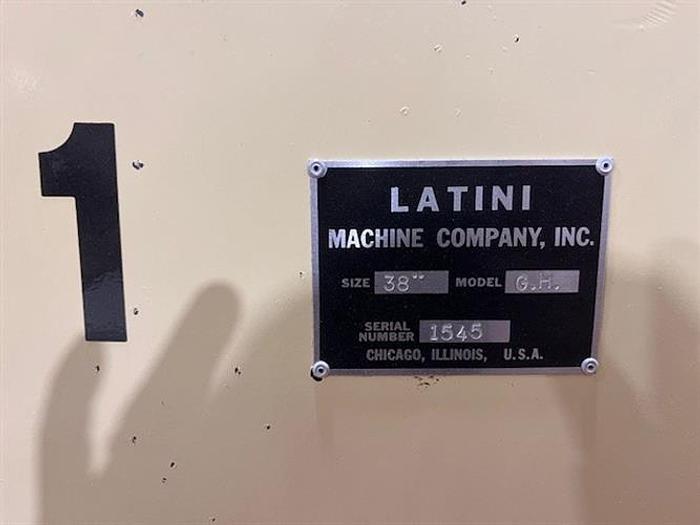 1
LATINI
MACHINE COMPANY, INC.
SIZE 38" MODEL G.H.
SERIAL NUMBER 1545
CHICAGO, ILLINOIS, U.S.A.